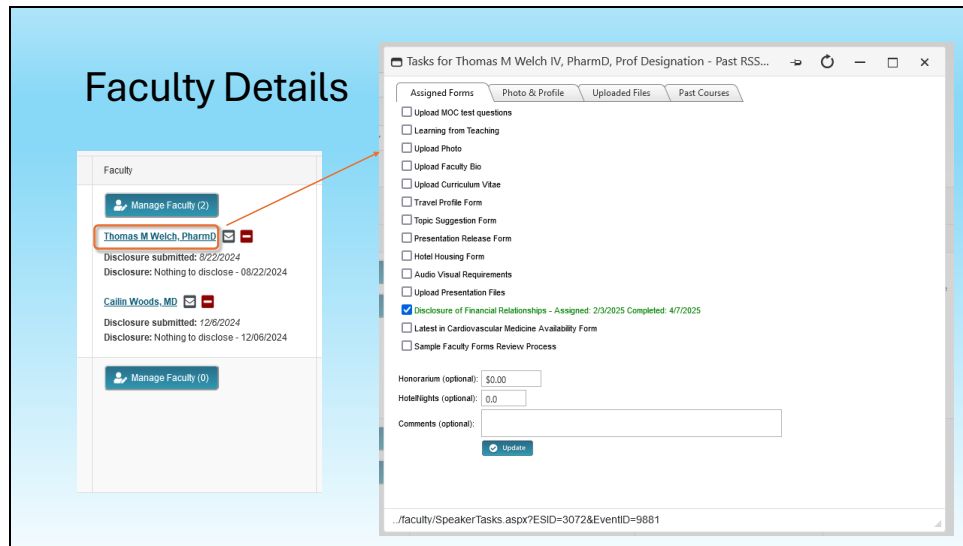 Faculty Details
Faculty
Manage Faculty (2)
Thomas M Welch, PharmD
Disclosure submitted: 8/22/2024
Disclosure: Nothing to disclose - 08/22/2024
Cailin Woods, MD
Disclosure submitted: 12/6/2024
Disclosure: Nothing to disclose - 12/06/2024
Manage Faculty (0)
Tasks for Thomas M Welch IV, PharmD, Prof Designation - Past RSS...
Assigned Forms Photo & Profile Uploaded Files Past Courses
Upload MOC test questions
Learning from Teaching
Upload Photo
Upload Faculty Bio
Upload Curriculum Vitae
Travel Profile Form
Topic Suggestion Form
Presentation Release Form
Hotel Housing Form
Audio Visual Requirements
Upload Presentation Files
Disclosure of Financial Relationships - Assigned: 2/3/2025 Completed: 4/7/2025
Latest in Cardiovascular Medicine Availability Form
Sample Faculty Forms Review Process
Honorarium (optional): $0.00
HotelNights (optional): 0.0
Comments (optional):
Update
../faculty/SpeakerTasks.aspx?ESID=3072&EventID=9881